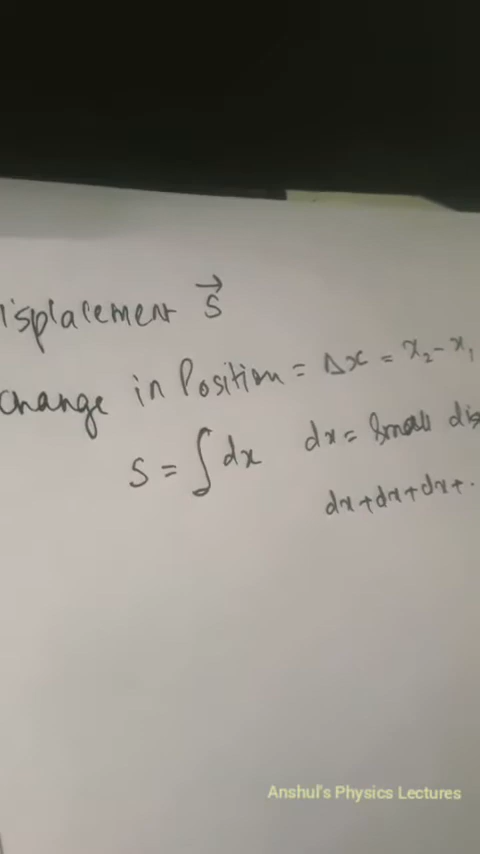 isplacement s⃗
change in Position = Δx = x₂ - x₁
S = ∫dx dx = Small dis
dx+dx+dx+.
Anshul's Physics Lectures